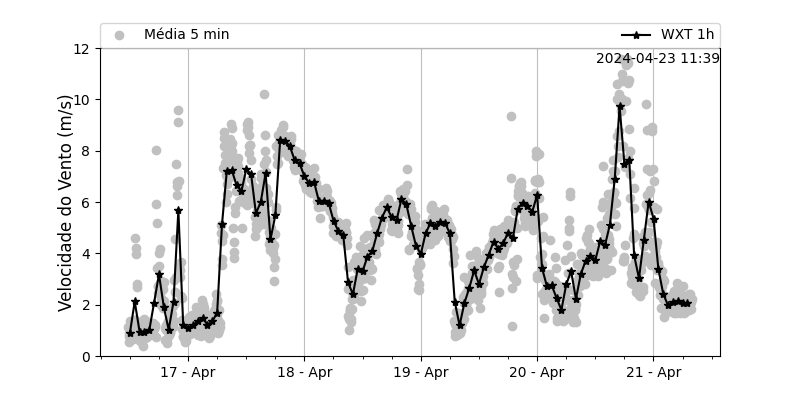 Média 5 min
WXT 1h
2024-04-23 11:39
Velocidade do Vento (m/s)
12
10
8
6
4
2
0
17 - Apr
18 - Apr
19 - Apr
20 - Apr
21 - Apr